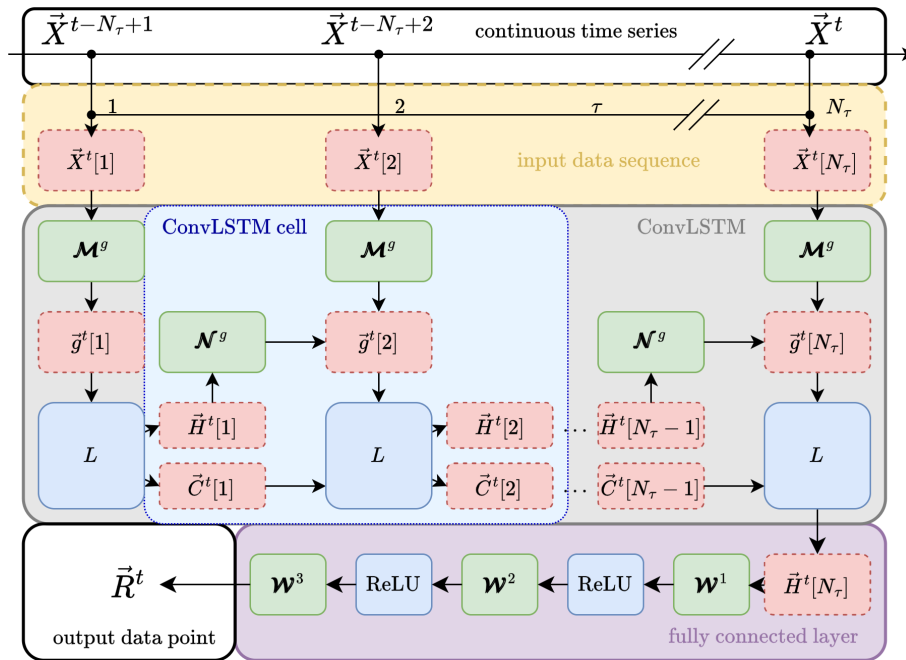 X⃗^{t−N_τ+1} X⃗^{t−N_τ+2} continuous time series X⃗^t
1 2 τ N_τ
X⃗^t[1] X⃗^t[2] input data sequence X⃗^t[N_τ]
ConvLSTM cell ConvLSTM
𝓜^g 𝓜^g 𝓜^g
g⃗^t[1] 𝓝^g g⃗^t[2] 𝓝^g g⃗^t[N_τ]
H⃗^t[1] H⃗^t[2] ... H⃗^t[N_τ − 1]
L L L
C⃗^t[1] C⃗^t[2] ... C⃗^t[N_τ − 1]
R⃗^t 𝓦^3 ReLU 𝓦^2 ReLU 𝓦^1 H⃗^t[N_τ]
output data point fully connected layer